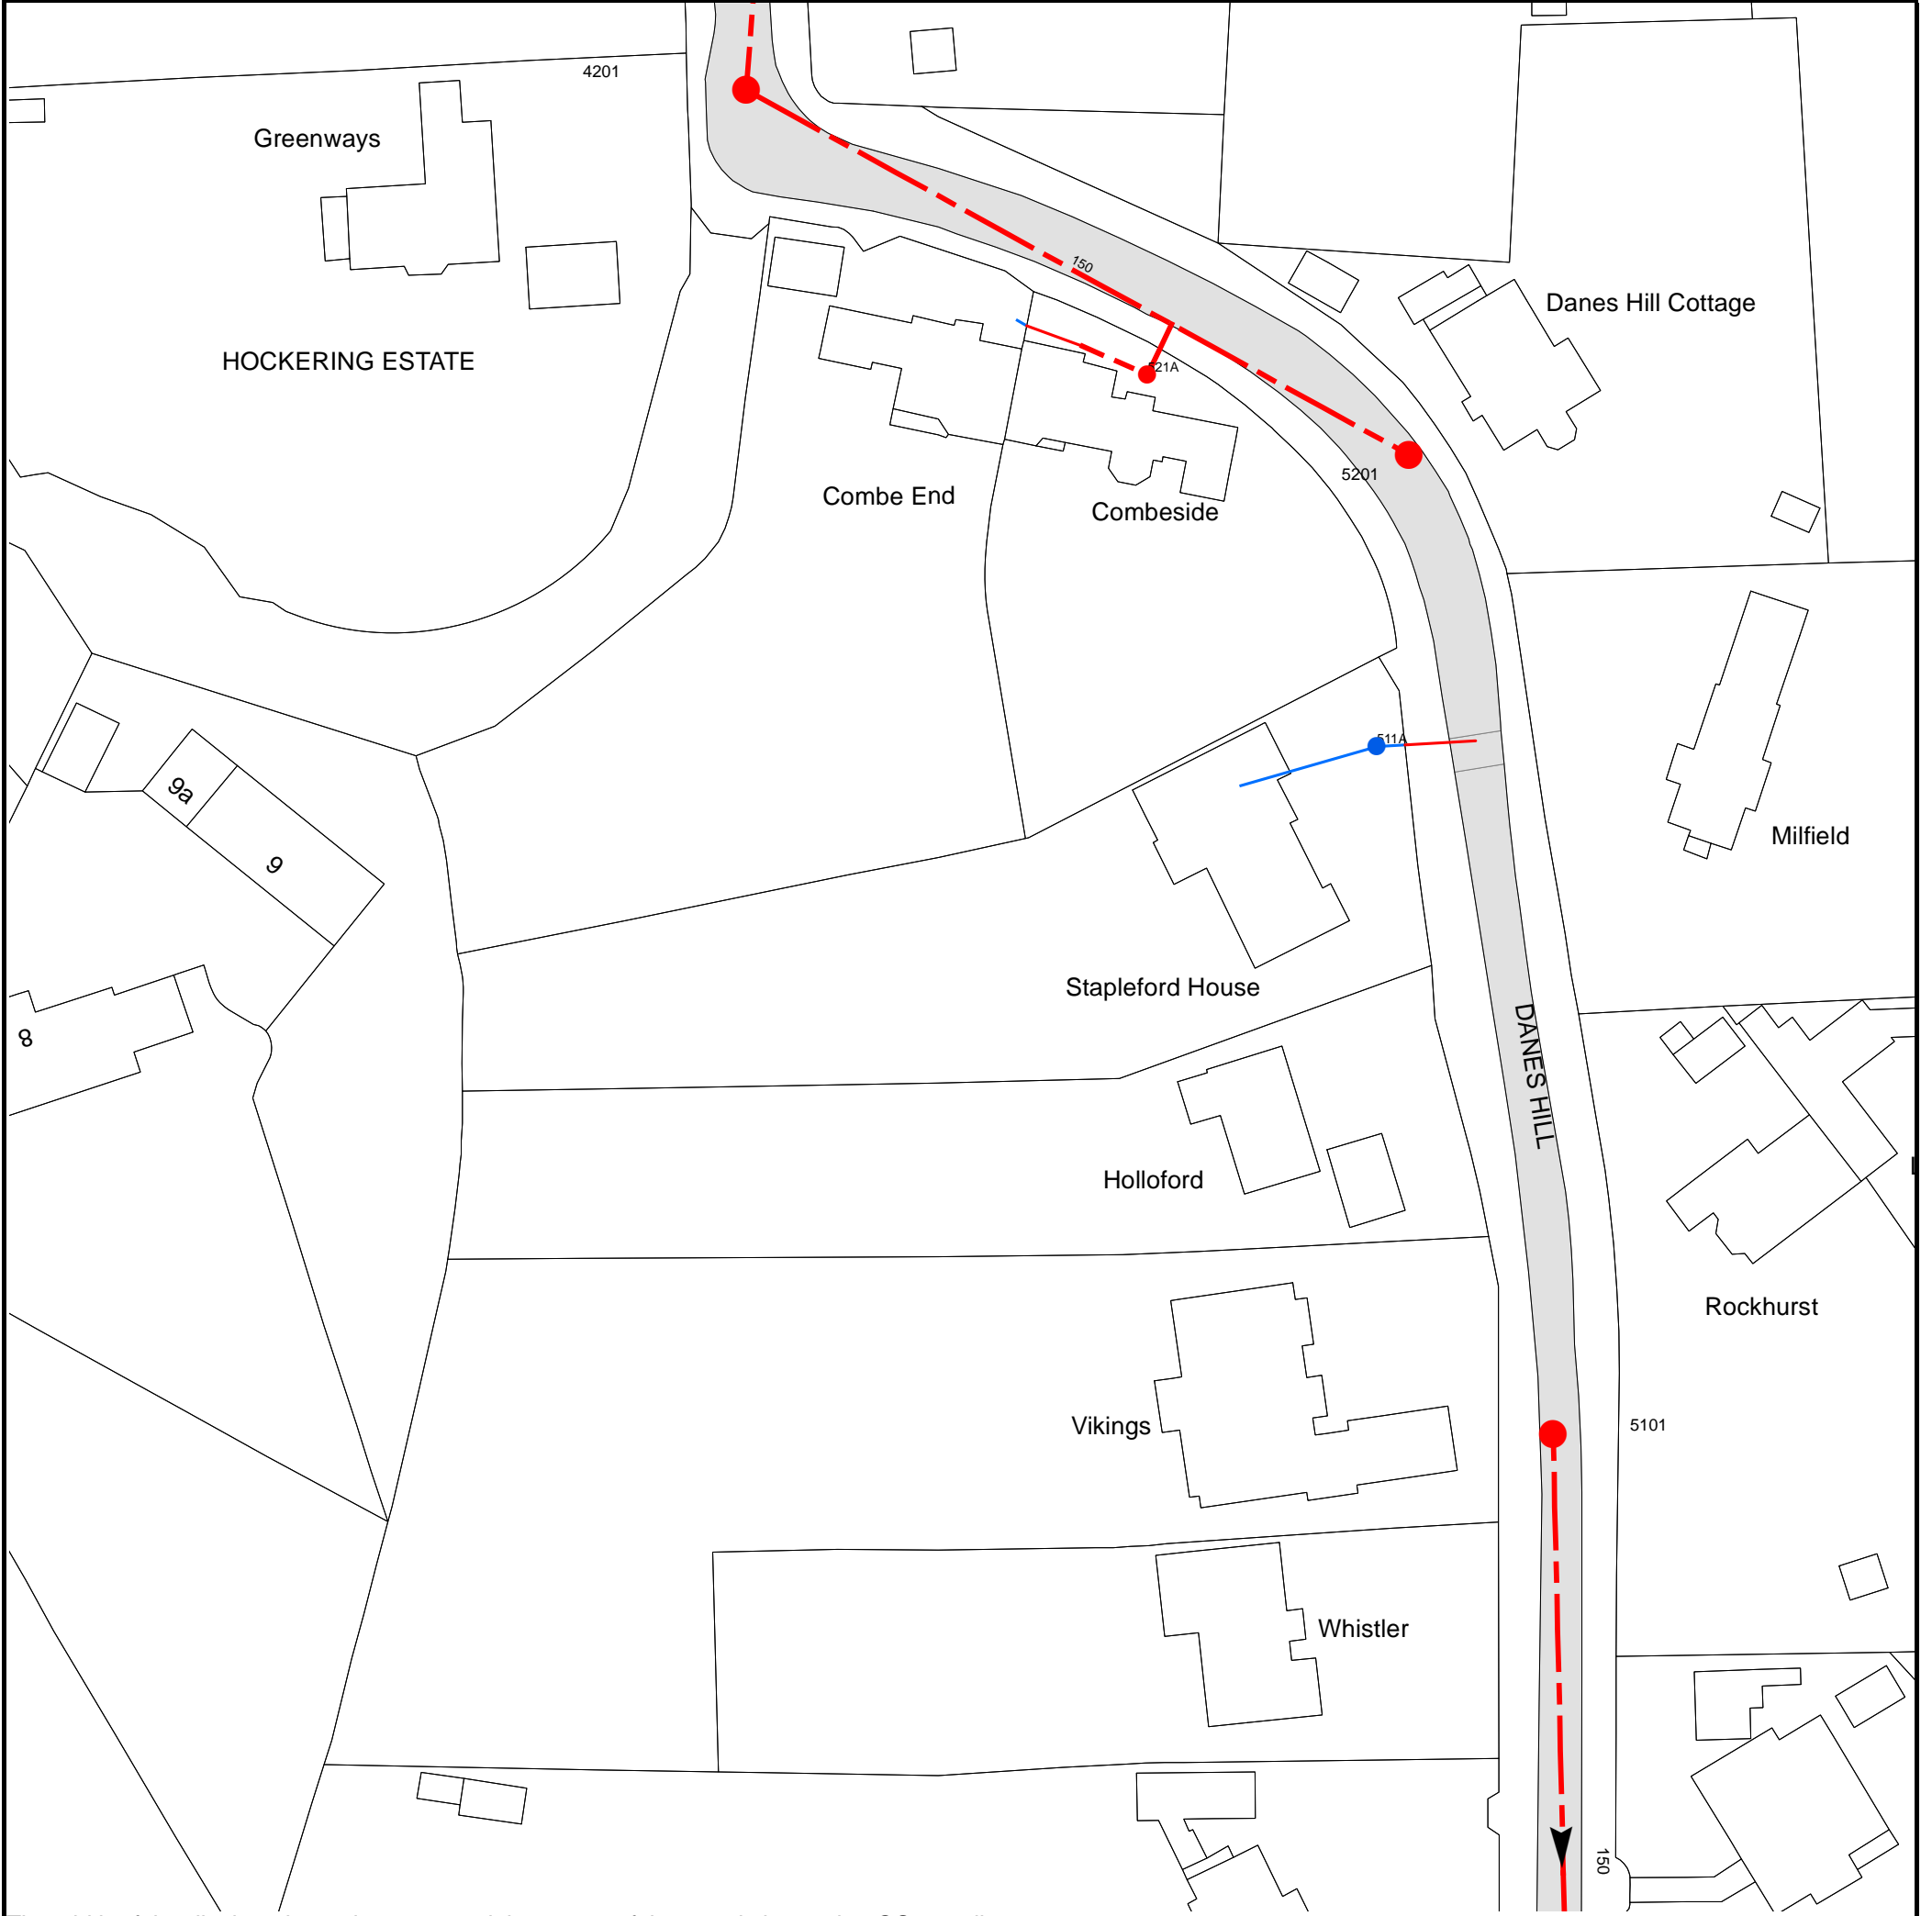 4201
Greenways
150
Danes Hill Cottage
HOCKERING ESTATE
521A
5201
Combe End
Combeside
511A
9a
Milfield
9
Stapleford House
8
DANES HILL
Holloford
Rockhurst
Vikings
5101
Whistler
150